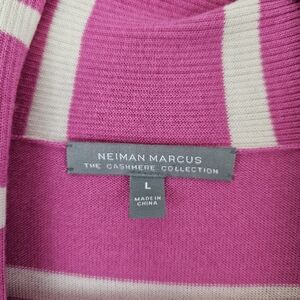 NEIMAN MARCUS
THE CASHMERE COLLECTION
L
MADE IN
CHINA